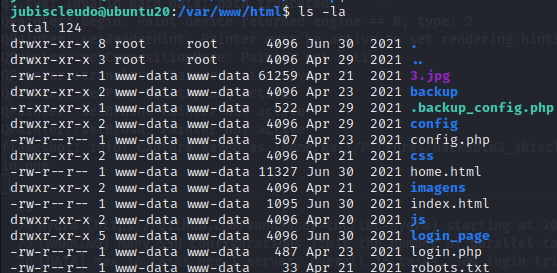 jubiscleudo@ubuntu20:/var/www/html$ ls -la
total 124
drwxr-xr-x 8 root root 4096 Jun 30 2021 .
drwxr-xr-x 3 root root 4096 Apr 29 2021 ..
-rw-r--r-- 1 www-data www-data 61259 Apr 21 2021 3.jpg
drwxr-xr-x 2 www-data www-data 4096 Apr 23 2021 backup
-r-xr-xr-x 1 www-data www-data 522 Apr 29 2021 .backup_config.php
drwxr-xr-x 2 www-data www-data 4096 Apr 29 2021 config
-rw-r--r-- 1 www-data www-data 507 Apr 23 2021 config.php
drwxr-xr-x 2 www-data www-data 4096 Apr 21 2021 css
-rw-r--r-- 1 www-data www-data 11327 Jun 30 2021 home.html
drwxr-xr-x 2 www-data www-data 4096 Apr 21 2021 imagens
-rw-r--r-- 1 www-data www-data 1095 Jun 30 2021 index.html
drwxr-xr-x 2 www-data www-data 4096 Apr 20 2021 js
drwxr-xr-x 5 www-data www-data 4096 Jun 30 2021 login_page
-rw-r--r-- 1 www-data www-data 487 Apr 23 2021 login.php
-rw-r--r-- 1 www-data www-data 33 Apr 21 2021 robots.txt